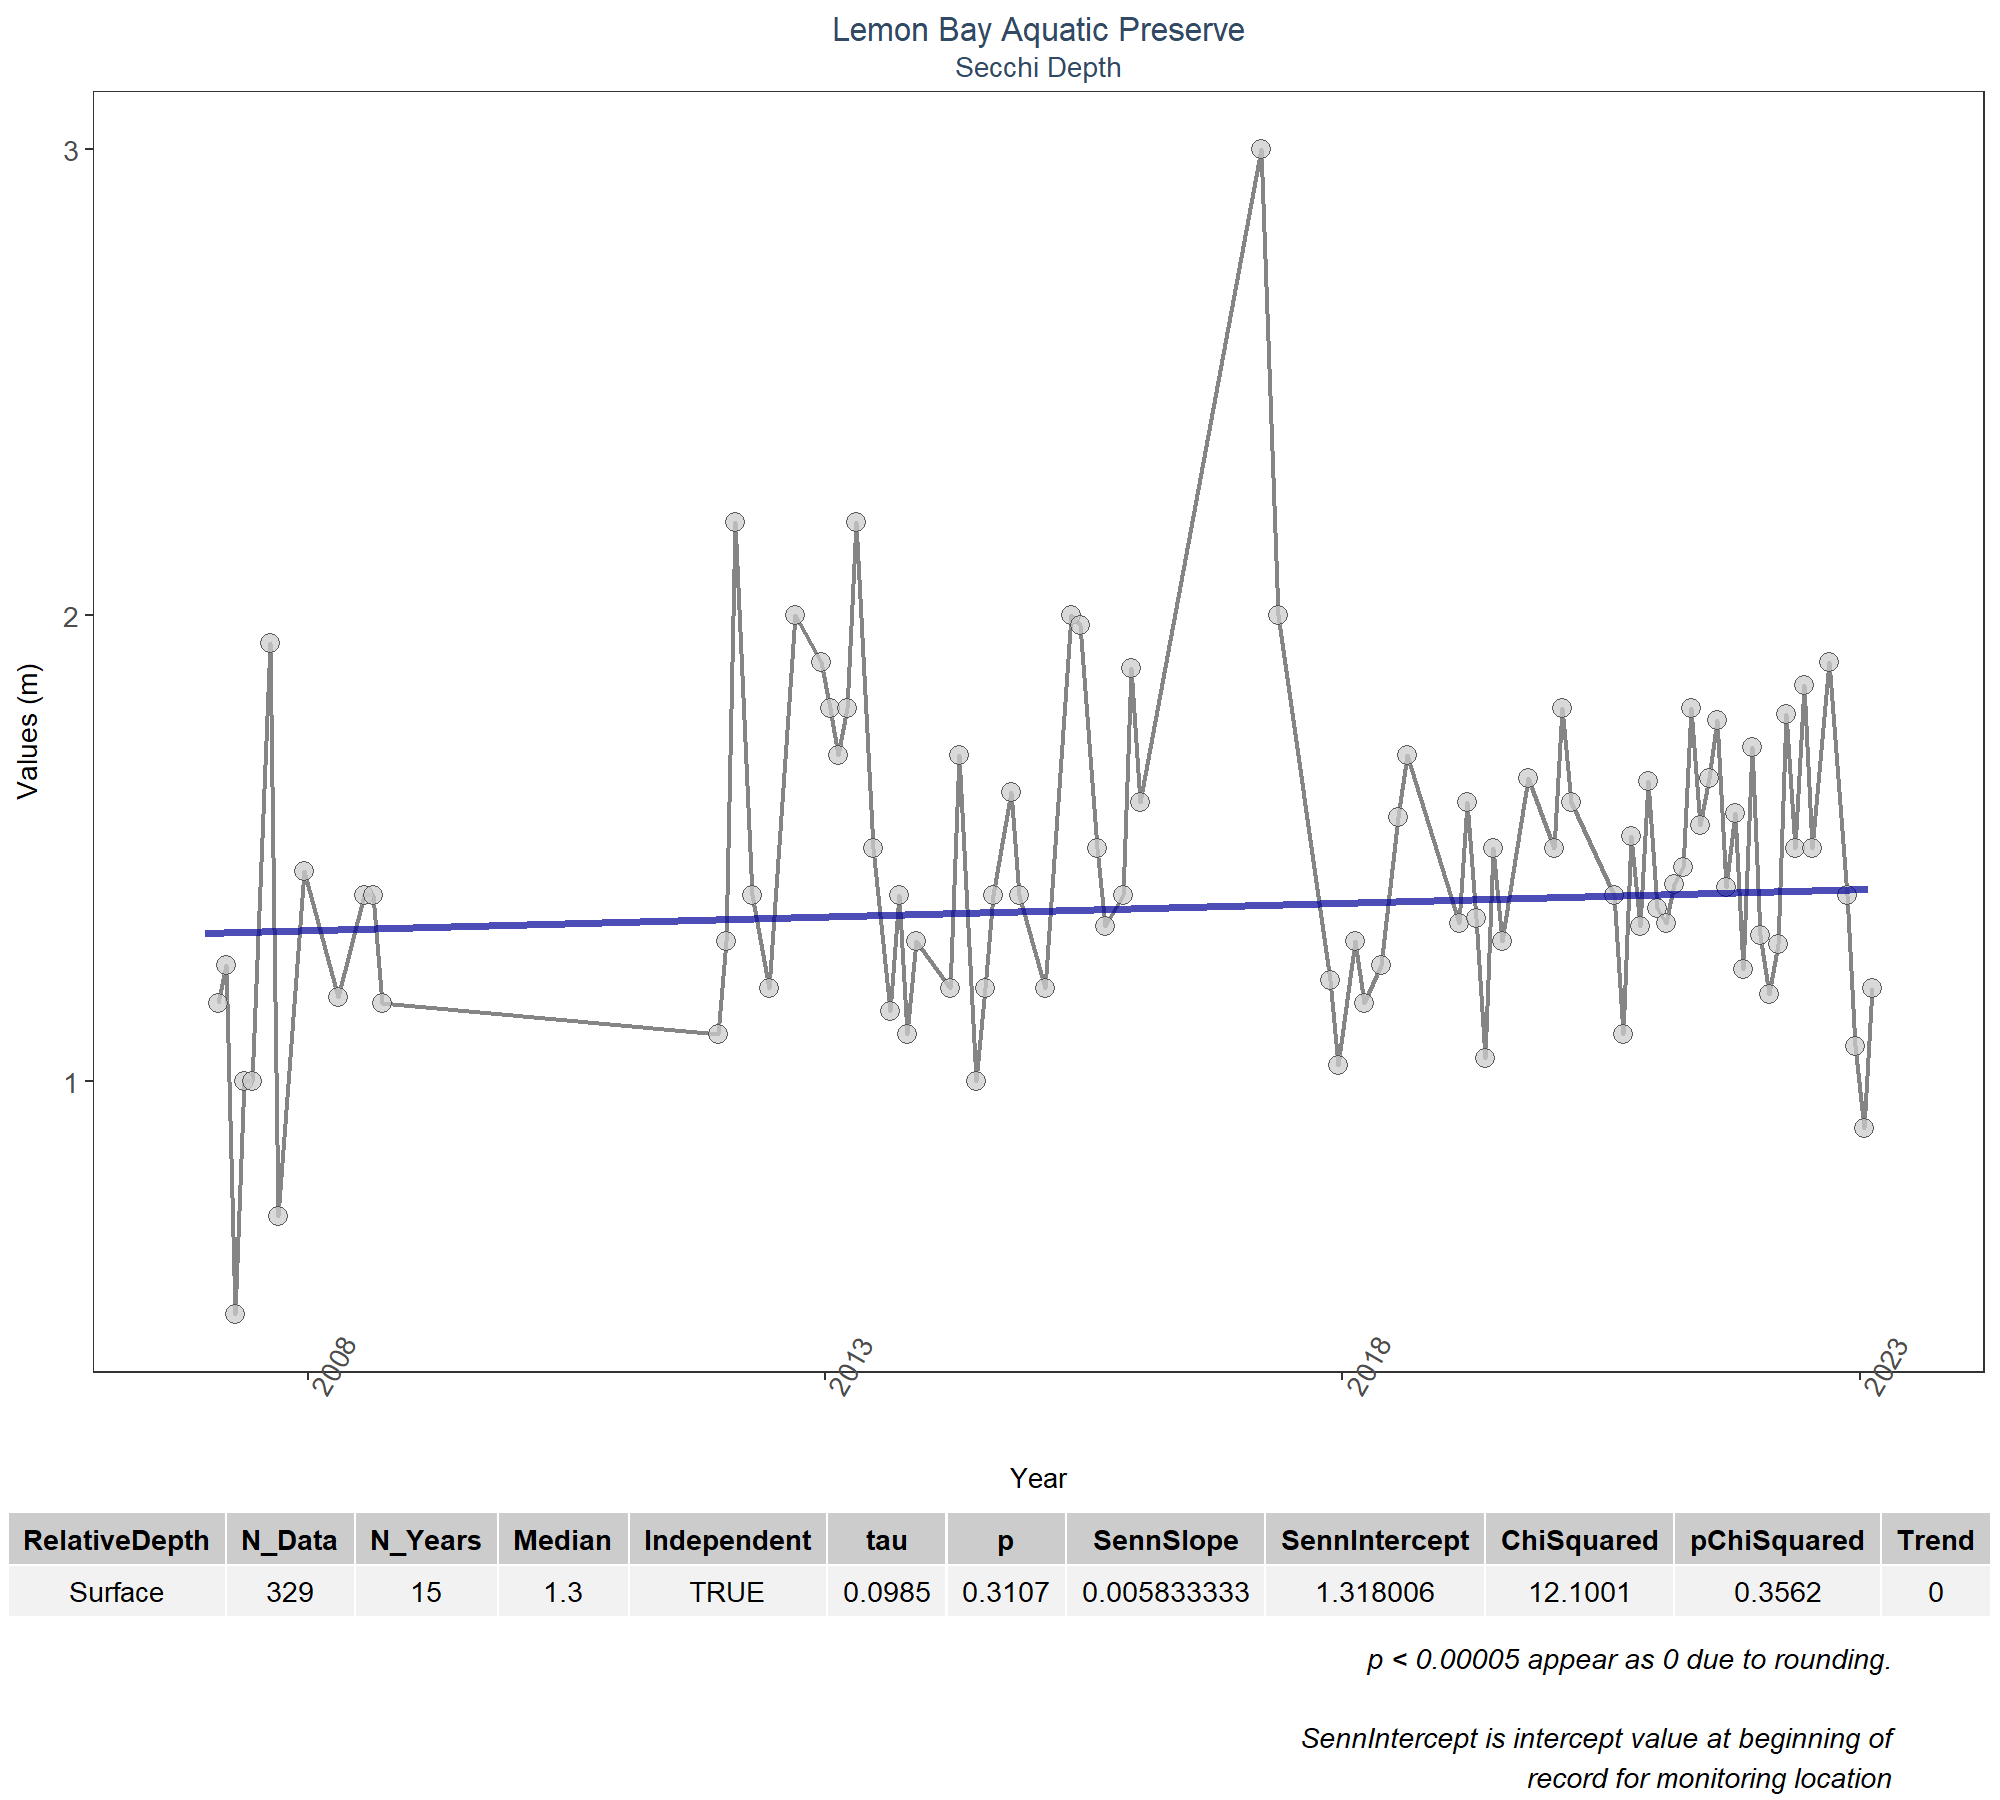 Lemon Bay Aquatic Preserve
Secchi Depth
3
2
1
Values (m)
2008
2013
2018
2023
Year
RelativeDepth N_Data N_Years Median Independent tau p SennSlope SennIntercept ChiSquared pChiSquared Trend
Surface 329 15 1.3 TRUE 0.0985 0.3107 0.005833333 1.318006 12.1001 0.3562 0
p < 0.00005 appear as 0 due to rounding.
SennIntercept is intercept value at beginning of
record for monitoring location